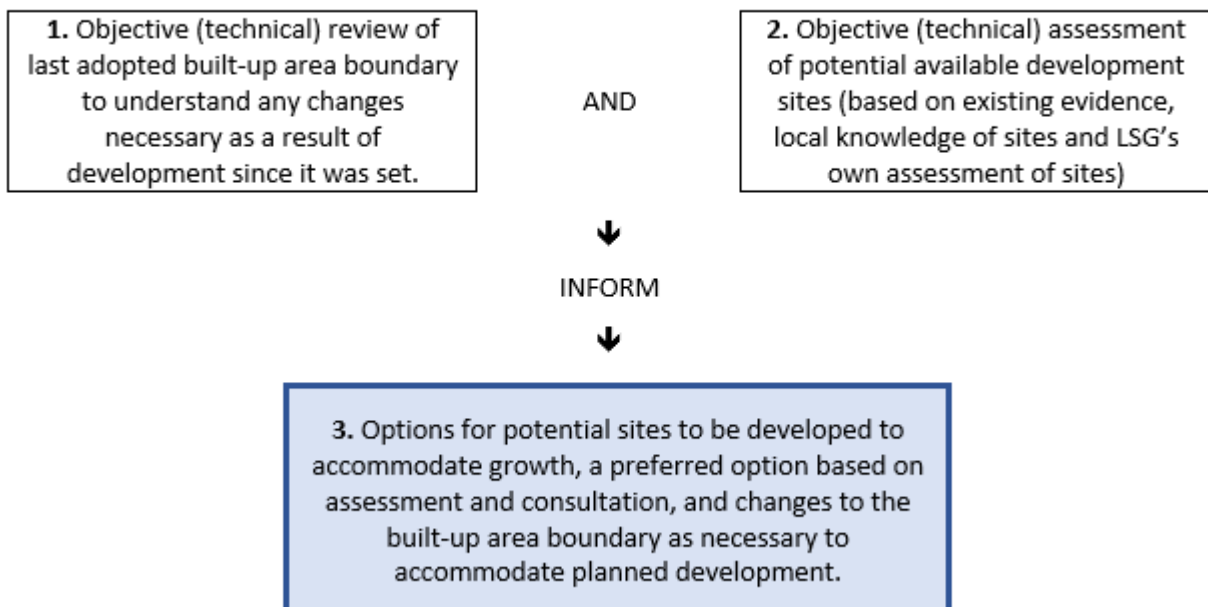 1. Objective (technical) review of
last adopted built-up area boundary
to understand any changes
necessary as a result of
development since it was set.
AND
2. Objective (technical) assessment
of potential available development
sites (based on existing evidence,
local knowledge of sites and LSG's
own assessment of sites)
INFORM
3. Options for potential sites to be developed to
accommodate growth, a preferred option based on
assessment and consultation, and changes to the
built-up area boundary as necessary to
accommodate planned development.